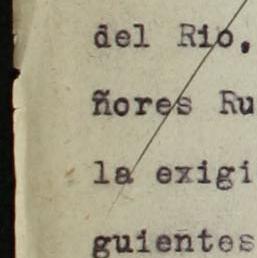 del Rio,
ñores Ru
la exigi
guientes